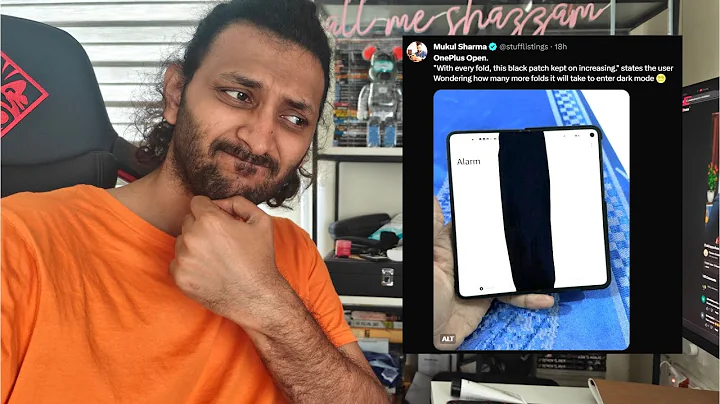 call me shazzam
Mukul Sharma @stufflistings · 18h
OnePlus Open.
"With every fold, this black patch kept on increasing," states the user
Wondering how many more folds it will take to enter dark mode
Alarm
ALT